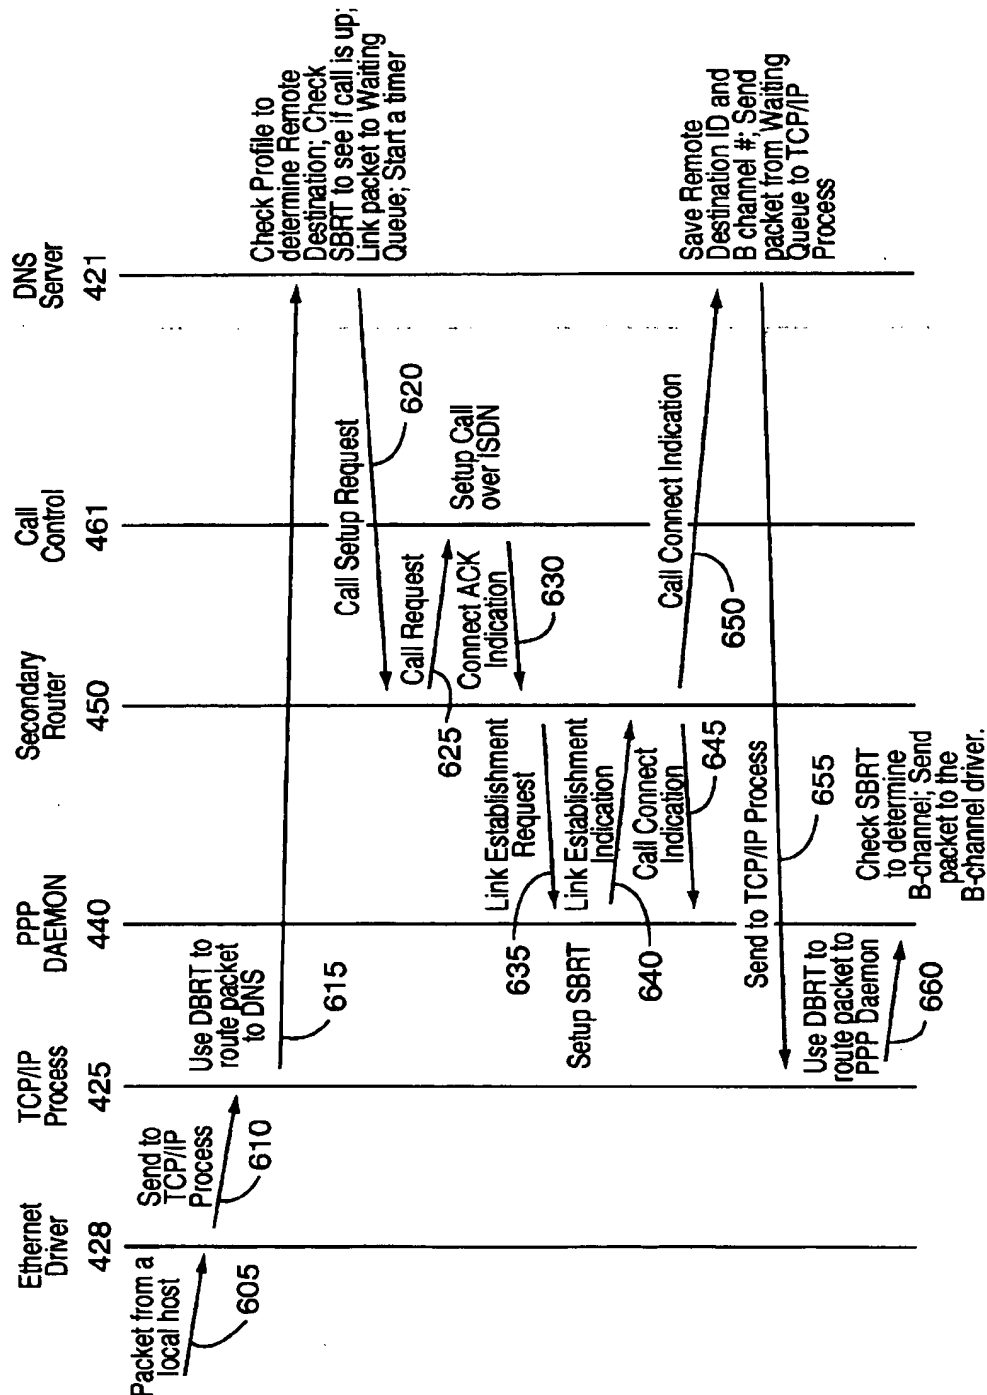 Ethernet
Driver
428
TCP/IP
Process
425
PPP
DAEMON
440
Secondary
Router
450
Call
Control
461
DNS
Server
421
Packet from a
local host
605
Send to
TCP/IP
Process
610
Use DBRT to
route packet
to DNS
615
Check Profile to
determine Remote
Destination; Check
SBRT to see if call is up;
Link packet to Waiting
Queue; Start a timer
Call Setup Request
620
Call Request
625
Setup Call
over ISDN
Connect ACK
Indication
630
Link Establishment
Request
635
Setup SBRT
Link Establishment
Indication
640
Call Connect
Indication
645
Call Connect Indication
650
Save Remote
Destination ID and
B channel #; Send
packet from Waiting
Queue to TCP/IP
Process
Send to TCP/IP Process
655
Use DBRT to
route packet to
PPP Daemon
660
Check SBRT
to determine
B-channel; Send
packet to the
B-channel driver.